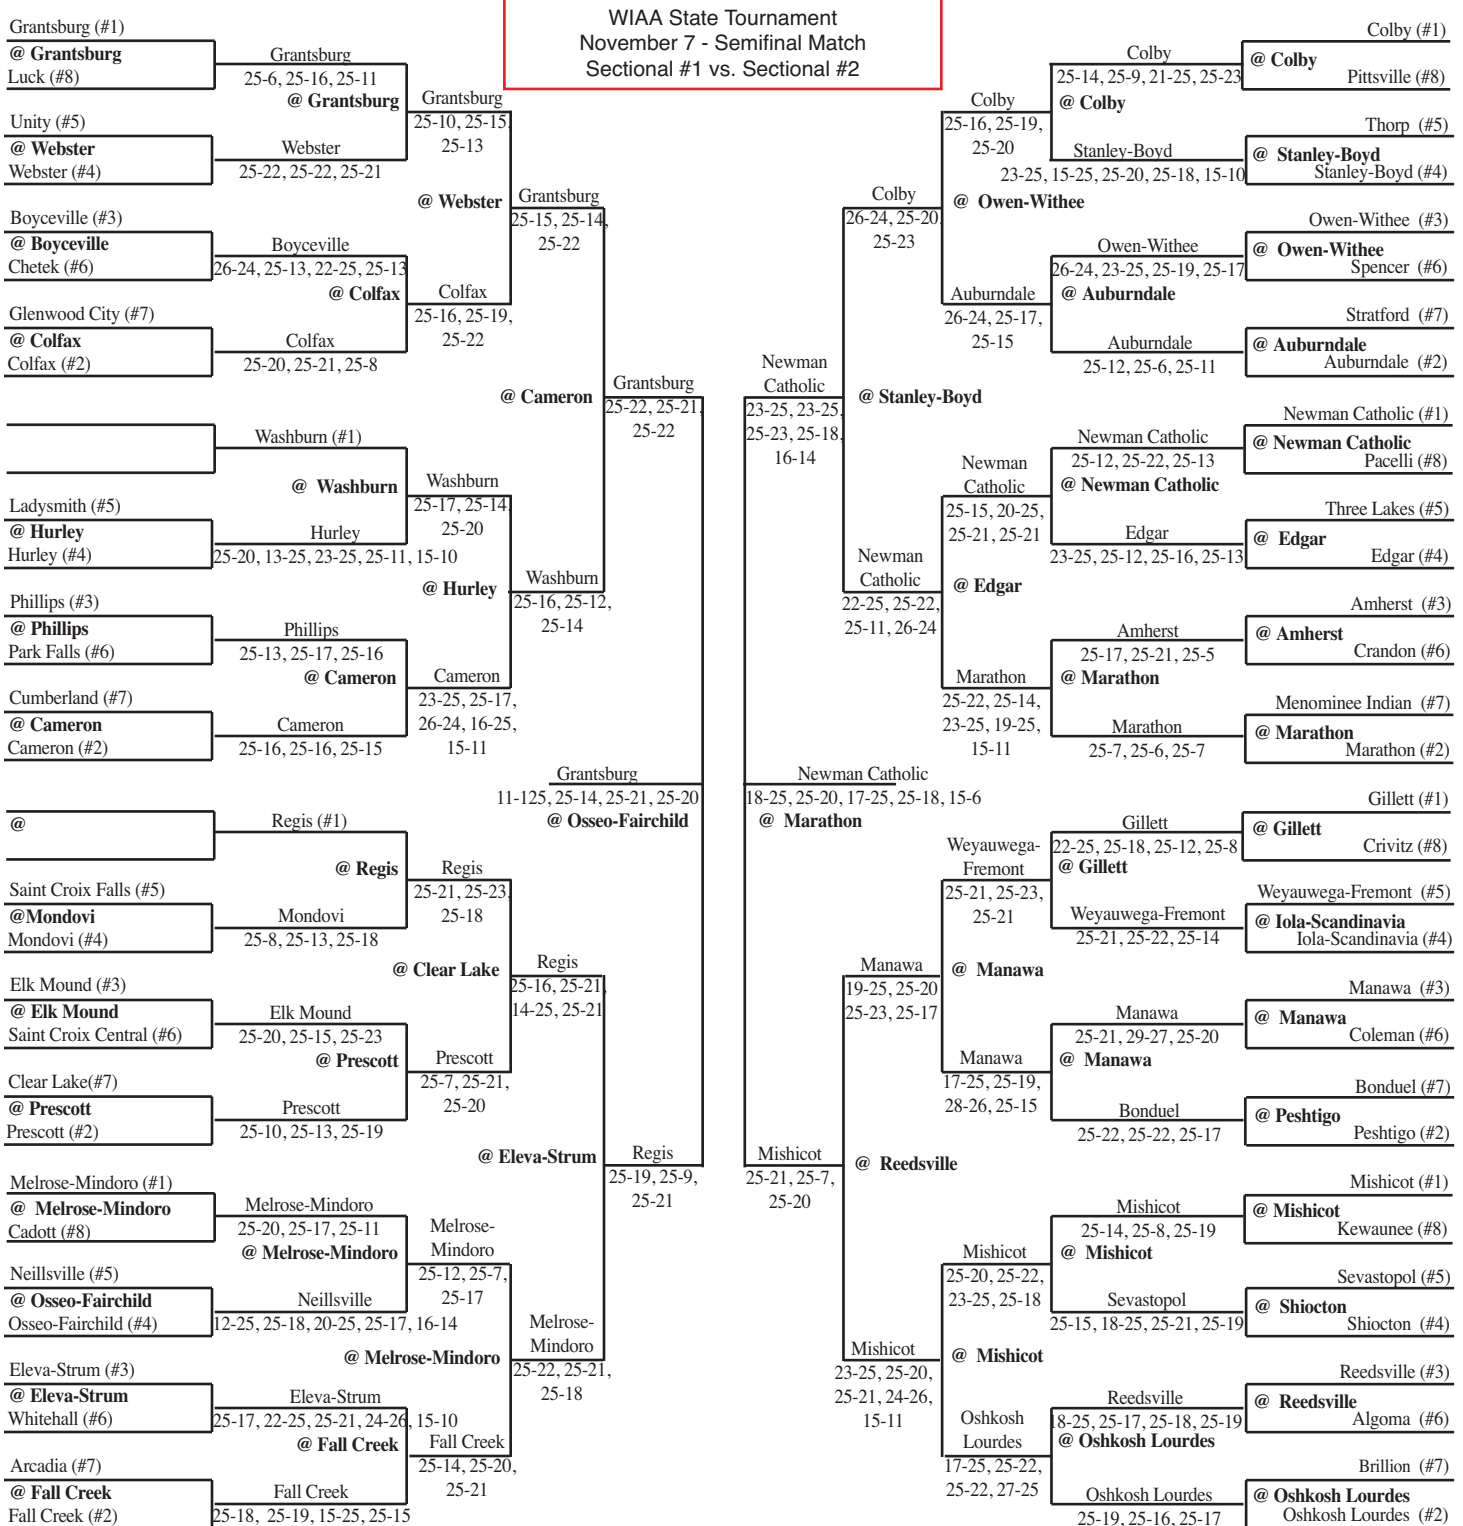 WIAA State Tournament
November 7 - Semifinal Match
Sectional #1 vs. Sectional #2
Grantsburg (#1)
@ Grantsburg
Luck (#8)
Unity (#5)
@ Webster
Webster (#4)
Boyceville (#3)
@ Boyceville
Chetek (#6)
Glenwood City (#7)
@ Colfax
Colfax (#2)
Ladysmith (#5)
@ Hurley
Hurley (#4)
Phillips (#3)
@ Phillips
Park Falls (#6)
Cumberland (#7)
@ Cameron
Cameron (#2)
@
Saint Croix Falls (#5)
@Mondovi
Mondovi (#4)
Elk Mound (#3)
@ Elk Mound
Saint Croix Central (#6)
Clear Lake(#7)
@ Prescott
Prescott (#2)
Melrose-Mindoro (#1)
@ Melrose-Mindoro
Cadott (#8)
Neillsville (#5)
@ Osseo-Fairchild
Osseo-Fairchild (#4)
Eleva-Strum (#3)
@ Eleva-Strum
Whitehall (#6)
Arcadia (#7)
@ Fall Creek
Fall Creek (#2)
Grantsburg
25-6, 25-16, 25-11
@ Grantsburg
Webster
25-22, 25-22, 25-21
Boyceville
26-24, 25-13, 22-25, 25-13
@ Colfax
Colfax
25-20, 25-21, 25-8
Washburn (#1)
@ Washburn
Hurley
25-20, 13-25, 23-25, 25-11, 15-10
Phillips
25-13, 25-17, 25-16
@ Cameron
Cameron
25-16, 25-16, 25-15
Regis (#1)
@ Regis
Mondovi
25-8, 25-13, 25-18
Elk Mound
25-20, 25-15, 25-23
@ Prescott
Prescott
25-10, 25-13, 25-19
Melrose-Mindoro
25-20, 25-17, 25-11
@ Melrose-Mindoro
Neillsville
12-25, 25-18, 20-25, 25-17, 16-14
Eleva-Strum
25-17, 22-25, 25-21, 24-26, 15-10
@ Fall Creek
Fall Creek
25-18, 25-19, 15-25, 25-15
Grantsburg
25-10, 25-15,
25-13
@ Webster
Colfax
25-16, 25-19,
25-22
Washburn
25-17, 25-14,
25-20
@ Hurley
Cameron
23-25, 25-17,
26-24, 16-25,
15-11
Regis
25-21, 25-23,
25-18
@ Clear Lake
Prescott
25-7, 25-21,
25-20
Melrose-
Mindoro
25-12, 25-7,
25-17
@ Melrose-Mindoro
Fall Creek
25-14, 25-20,
25-21
Grantsburg
25-15, 25-14,
25-22
@ Cameron
Washburn
25-16, 25-12,
25-14
Regis
25-16, 25-21,
14-25, 25-21
@ Eleva-Strum
Melrose-
Mindoro
25-22, 25-21,
25-18
Grantsburg
25-22, 25-21,
25-22
Grantsburg
11-125, 25-14, 25-21, 25-20
@ Osseo-Fairchild
Regis
25-19, 25-9,
25-21
Newman
Catholic
23-25, 23-25,
25-23, 25-18,
16-14
Newman Catholic
18-25, 25-20, 17-25, 25-18, 15-6
@ Marathon
Mishicot
25-21, 25-7,
25-20
Colby
26-24, 25-20,
25-23
@ Stanley-Boyd
Newman
Catholic
22-25, 25-22,
25-11, 26-24
Manawa
19-25, 25-20
25-23, 25-17
@ Reedsville
Mishicot
23-25, 25-20,
25-21, 24-26,
15-11
Colby
25-16, 25-19,
25-20
@ Owen-Withee
Auburndale
26-24, 25-17,
25-15
Newman
Catholic
25-15, 20-25,
25-21, 25-21
@ Edgar
Marathon
25-22, 25-14,
23-25, 19-25,
15-11
Weyauwega-
Fremont
25-21, 25-23,
25-21
@ Manawa
Manawa
17-25, 25-19,
28-26, 25-15
Mishicot
25-20, 25-22,
23-25, 25-18
@ Mishicot
Oshkosh
Lourdes
17-25, 25-22,
25-22, 27-25
Colby
25-14, 25-9, 21-25, 25-23
@ Colby
Stanley-Boyd
23-25, 15-25, 25-20, 25-18, 15-10
Owen-Withee
26-24, 23-25, 25-19, 25-17
@ Auburndale
Auburndale
25-12, 25-6, 25-11
Newman Catholic
25-12, 25-22, 25-13
@ Newman Catholic
Edgar
23-25, 25-12, 25-16, 25-13
Amherst
25-17, 25-21, 25-5
@ Marathon
Marathon
25-7, 25-6, 25-7
Gillett
22-25, 25-18, 25-12, 25-8
@ Gillett
Weyauwega-Fremont
25-21, 25-22, 25-14
Manawa
25-21, 29-27, 25-20
@ Manawa
Bonduel
25-22, 25-22, 25-17
Mishicot
25-14, 25-8, 25-19
@ Mishicot
Sevastopol
25-15, 18-25, 25-21, 25-19
Reedsville
18-25, 25-17, 25-18, 25-19
@ Oshkosh Lourdes
Oshkosh Lourdes
25-19, 25-16, 25-17
Colby (#1)
@ Colby
Pittsville (#8)
Thorp (#5)
@ Stanley-Boyd
Stanley-Boyd (#4)
Owen-Withee (#3)
@ Owen-Withee
Spencer (#6)
Stratford (#7)
@ Auburndale
Auburndale (#2)
Newman Catholic (#1)
@ Newman Catholic
Pacelli (#8)
Three Lakes (#5)
@ Edgar
Edgar (#4)
Amherst (#3)
@ Amherst
Crandon (#6)
Menominee Indian (#7)
@ Marathon
Marathon (#2)
Gillett (#1)
@ Gillett
Crivitz (#8)
Weyauwega-Fremont (#5)
@ Iola-Scandinavia
Iola-Scandinavia (#4)
Manawa (#3)
@ Manawa
Coleman (#6)
Bonduel (#7)
@ Peshtigo
Peshtigo (#2)
Mishicot (#1)
@ Mishicot
Kewaunee (#8)
Sevastopol (#5)
@ Shiocton
Shiocton (#4)
Reedsville (#3)
@ Reedsville
Algoma (#6)
Brillion (#7)
@ Oshkosh Lourdes
Oshkosh Lourdes (#2)